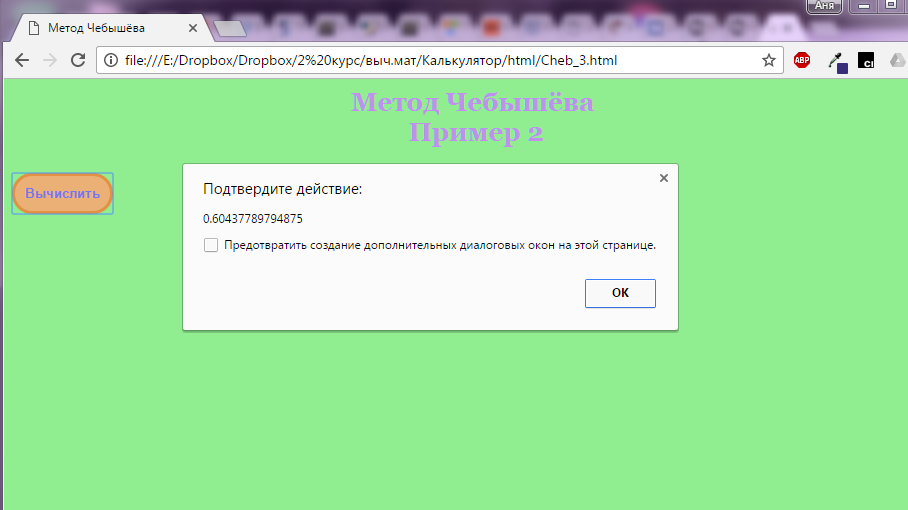 Аня
Метод Чебышёва
file:///E:/Dropbox/Dropbox/2%20курс/выч.мат/Калькулятор/html/Cheb_3.html
ABP
C!
Метод Чебышёва
Пример 2
Вычислить
Подтвердите действие:
0.60437789794875
Предотвратить создание дополнительных диалоговых окон на этой странице.
ОК